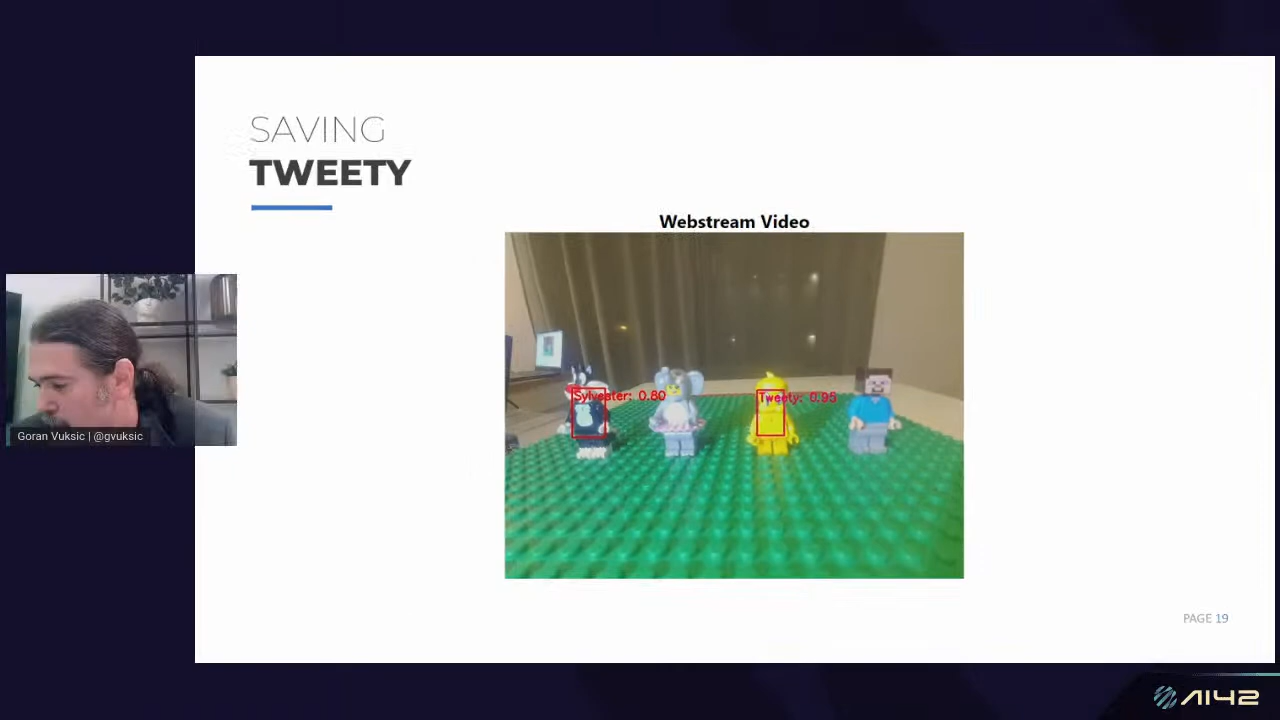 SAVING
TWEETY
Webstream Video
Sylvester: 0.80
Tweety: 0.95
Goran Vuksic | @gvuksic
PAGE 19
AI42